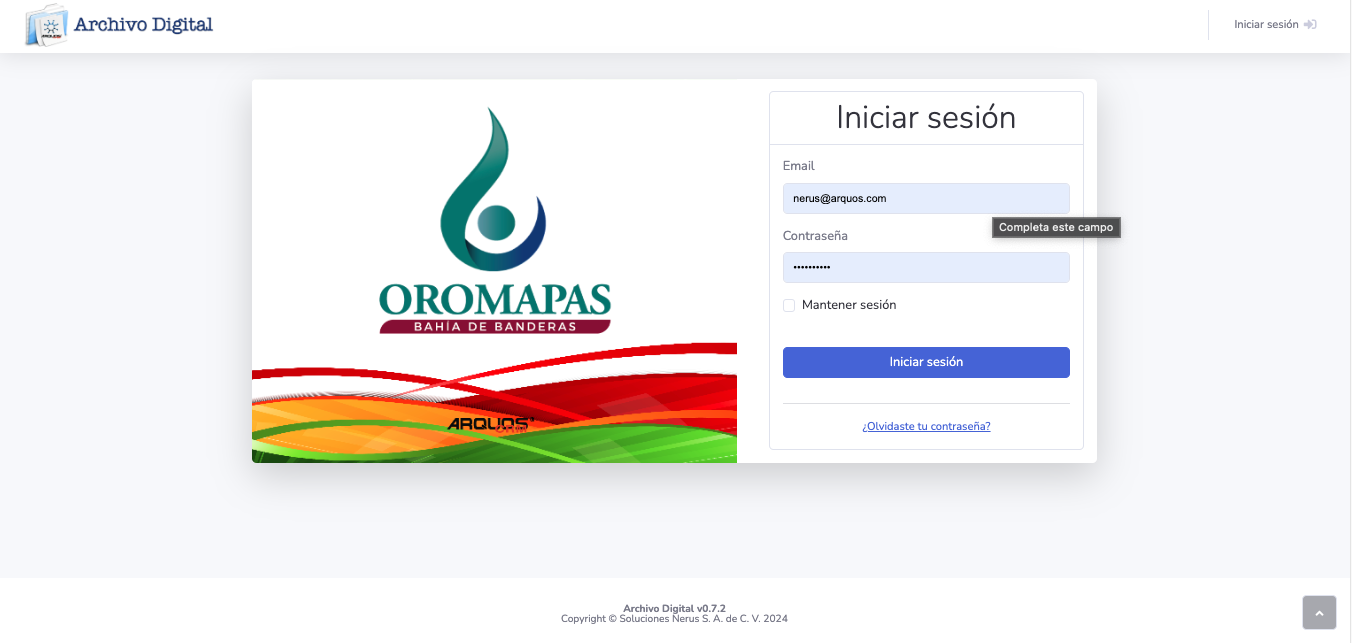 Archivo Digital
Iniciar sesión
Iniciar sesión
Email
nerus@arquos.com
Completa este campo
Contraseña
••••••••••
Mantener sesión
Iniciar sesión
¿Olvidaste tu contraseña?
OROMAPAS
BAHÍA DE BANDERAS
ARQUOS
Archivo Digital v0.7.2
Copyright © Soluciones Nerus S. A. de C. V. 2024